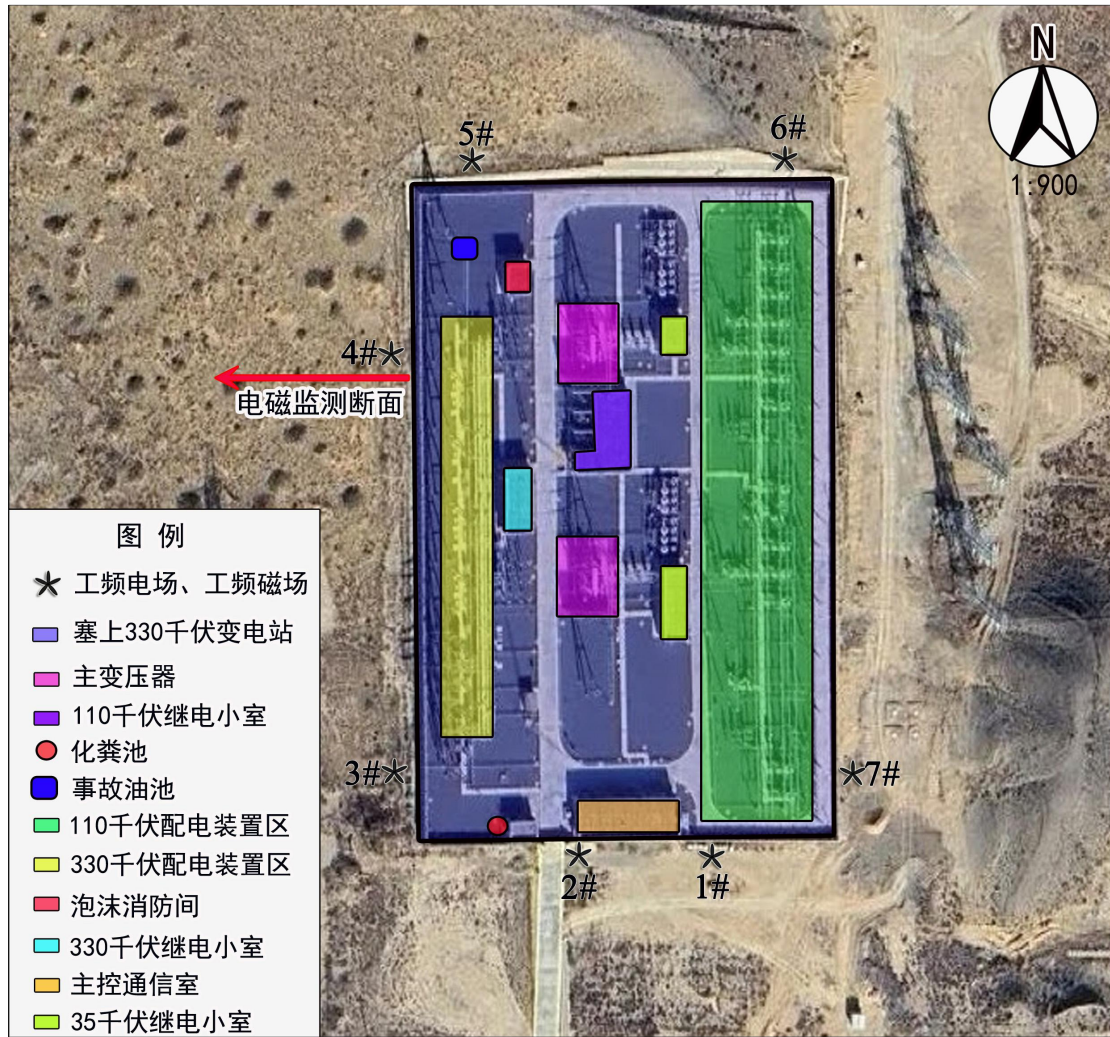 N
1:900
5#
6#
4#
电磁监测断面
3#
7#
2#
1#
图 例
工频电场、工频磁场
塞上330千伏变电站
主变压器
110千伏继电小室
化粪池
事故油池
110千伏配电装置区
330千伏配电装置区
泡沫消防间
330千伏继电小室
主控通信室
35千伏继电小室